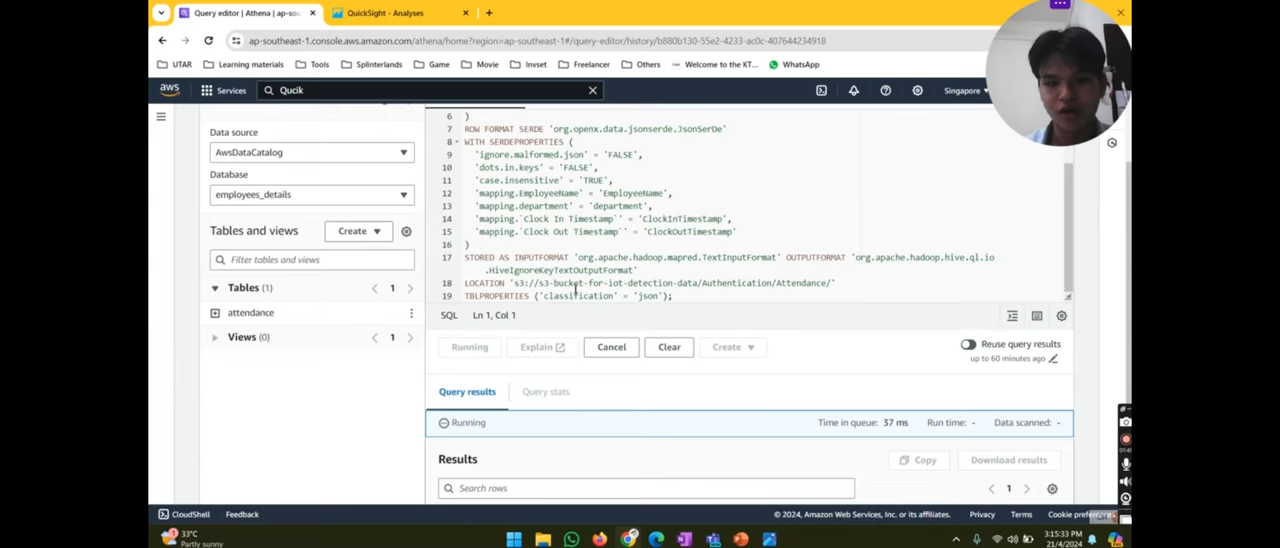 Query editor | Athena | ap-sou
QuickSight - Analyses
ap-southeast-1.console.aws.amazon.com/athena/home?region=ap-southeast-1#/query-editor/history/b880b130-55e2-4233-ac0c-407644234918
UTAR
Learning materials
Tools
Splinterlands
Game
Movie
Invset
Freelancer
Others
Welcome to the KT...
WhatsApp
aws
Services
Qucik
Singapore
Data source
AwsDataCatalog
Database
employees_details
Tables and views
Create
Filter tables and views
Tables (1)
1
attendance
Views (0)
1
6 )
7 ROW FORMAT SERDE 'org.openx.data.jsonserde.JsonSerDe'
8 WITH SERDEPROPERTIES (
9 'ignore.malformed.json' = 'FALSE',
10 'dots.in.keys' = 'FALSE',
11 'case.insensitive' = 'TRUE',
12 'mapping.EmployeeName' = 'EmployeeName',
13 'mapping.department' = 'department',
14 'mapping.`Clock In Timestamp`' = 'ClockInTimestamp',
15 'mapping.`Clock Out Timestamp`' = 'ClockOutTimestamp'
16 )
17 STORED AS INPUTFORMAT 'org.apache.hadoop.mapred.TextInputFormat' OUTPUTFORMAT 'org.apache.hadoop.hive.ql.io
.HiveIgnoreKeyTextOutputFormat'
18 LOCATION 's3://s3-bucket-for-iot-detection-data/Authentication/Attendance/'
19 TBLPROPERTIES ('classification' = 'json');
SQL Ln 1, Col 1
Running
Explain
Cancel
Clear
Create
Reuse query results
up to 60 minutes ago
Query results
Query stats
Running
Time in queue: 37 ms
Run time: -
Data scanned: -
Results
Copy
Download results
Search rows
1
CloudShell
Feedback
© 2024, Amazon Web Services, Inc. or its affiliates.
Privacy
Terms
Cookie
33°C
Partly sunny
3:15:33 PM
21/4/2024